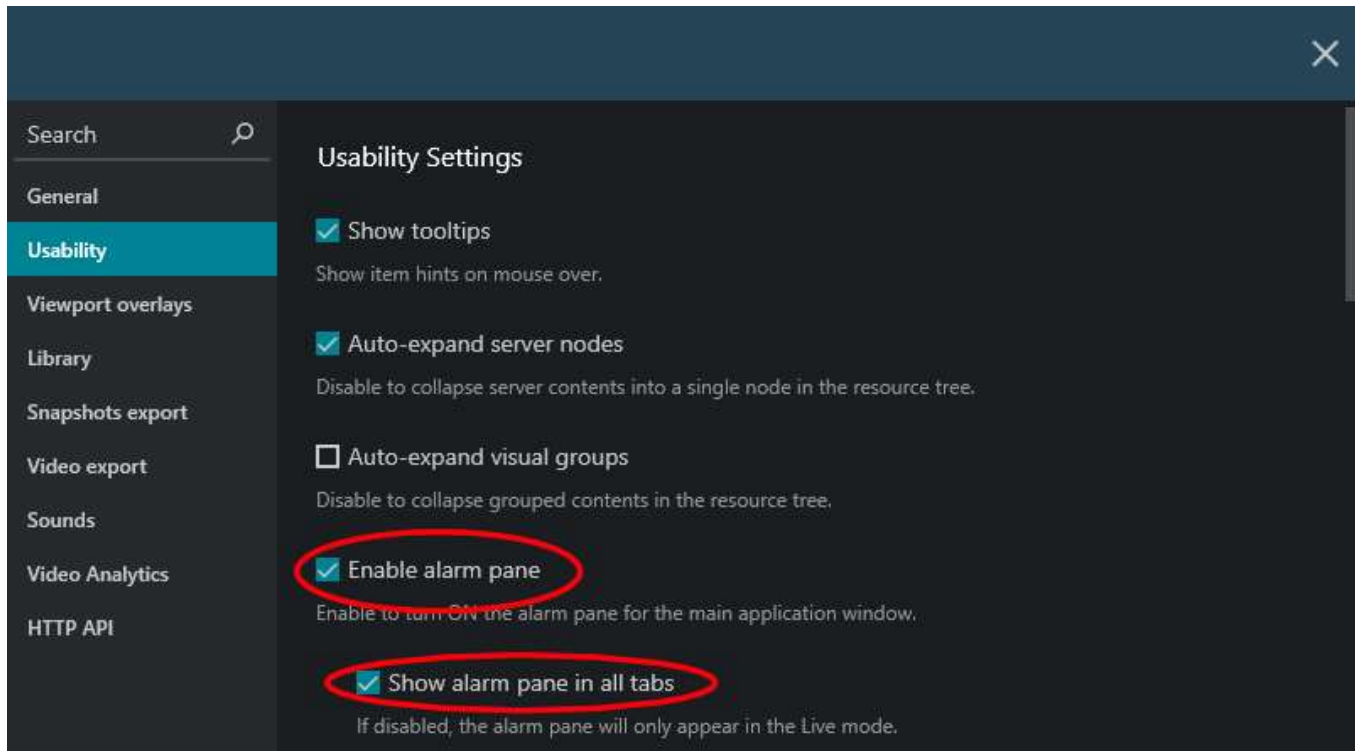 Search
General
Usability
Viewport overlays
Library
Snapshots export
Video export
Sounds
Video Analytics
HTTP API
Usability Settings
Show tooltips
Show item hints on mouse over.
Auto-expand server nodes
Disable to collapse server contents into a single node in the resource tree.
Auto-expand visual groups
Disable to collapse grouped contents in the resource tree.
Enable alarm pane
Enable to turn ON the alarm pane for the main application window.
Show alarm pane in all tabs
If disabled, the alarm pane will only appear in the Live mode.